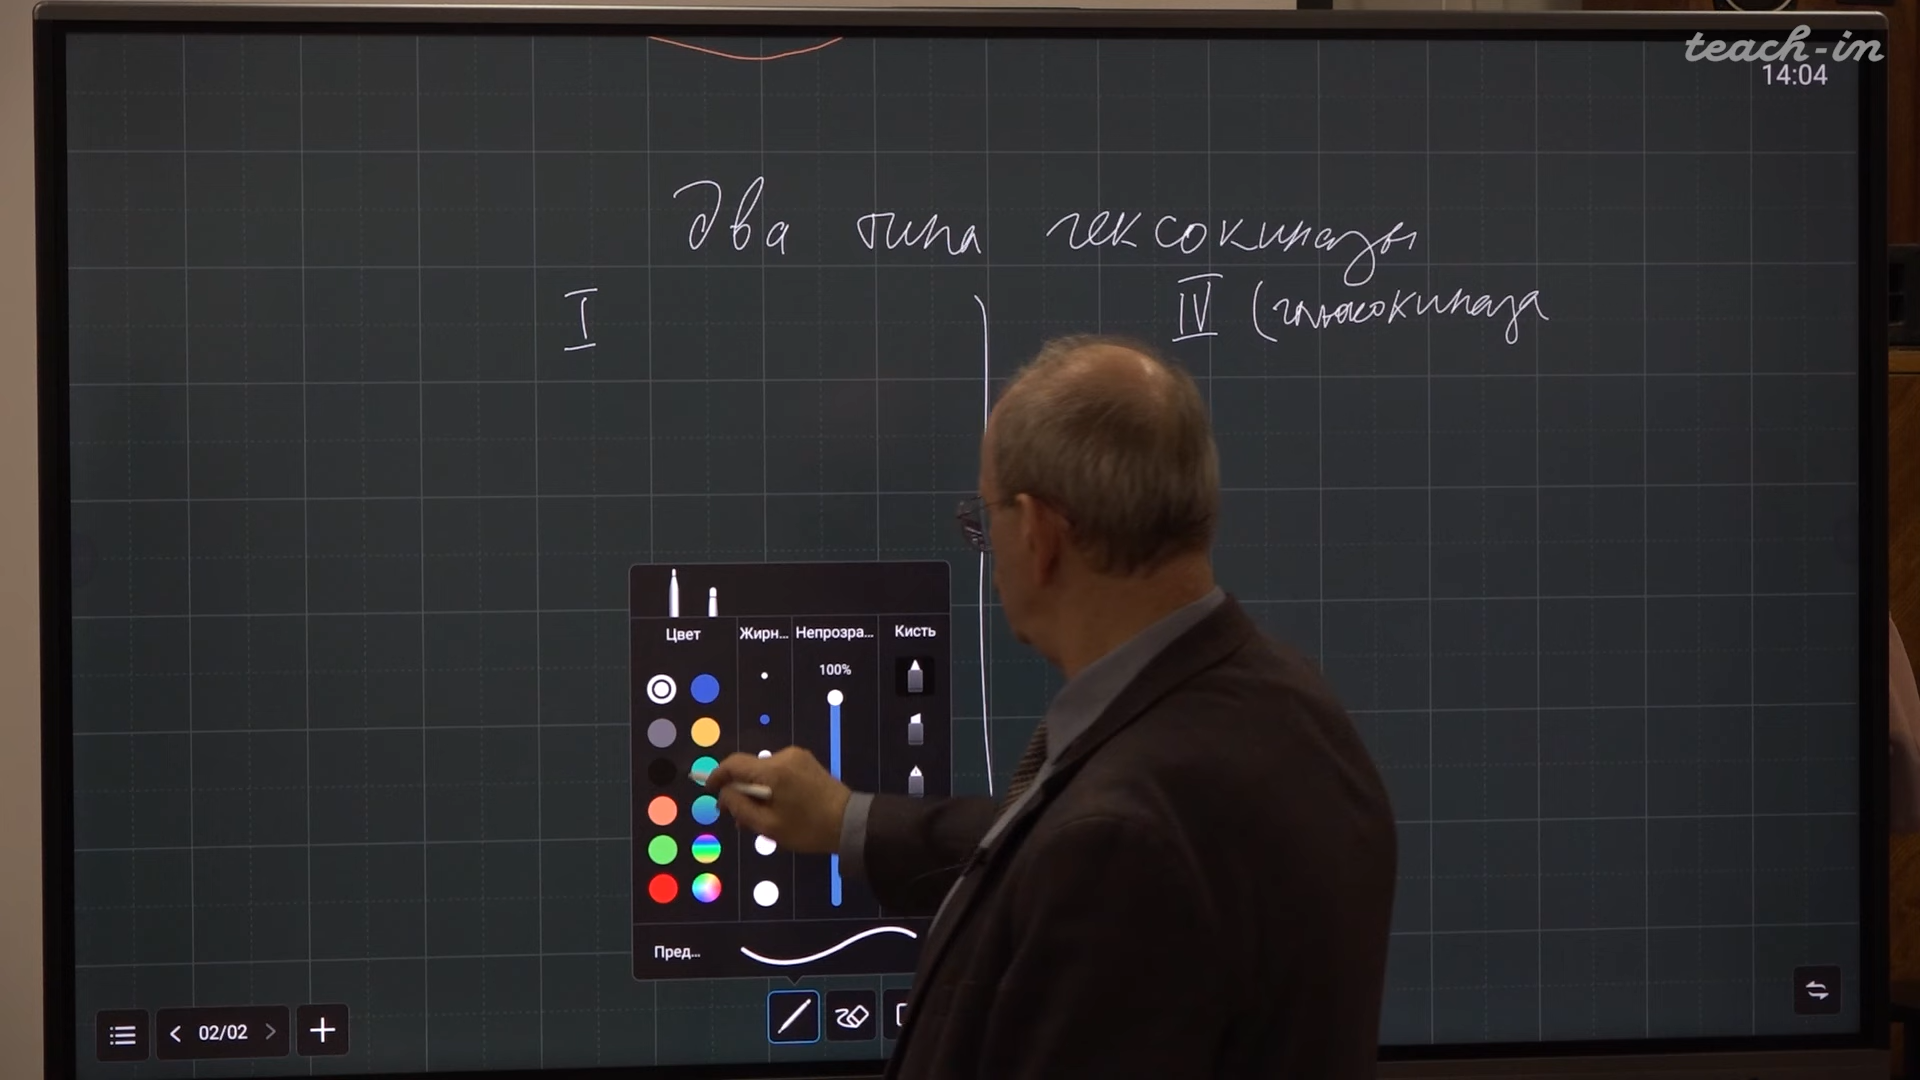 teach-in
14:04
Два типа гексокиназы
I
IV (глюкокиназа
Цвет
Жирн...
Непрозра...
Кисть
100%
Пред...
02/02